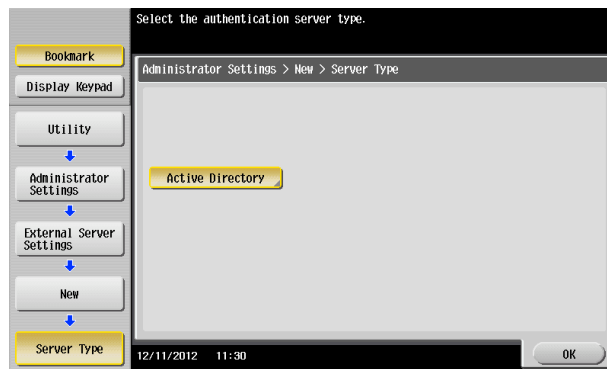 Select the authentication server type.
Bookmark
Display Keypad
Administrator Settings > New > Server Type
Utility
Administrator
Settings
External Server
Settings
New
Server Type
Active Directory
12/11/2012 11:30
OK